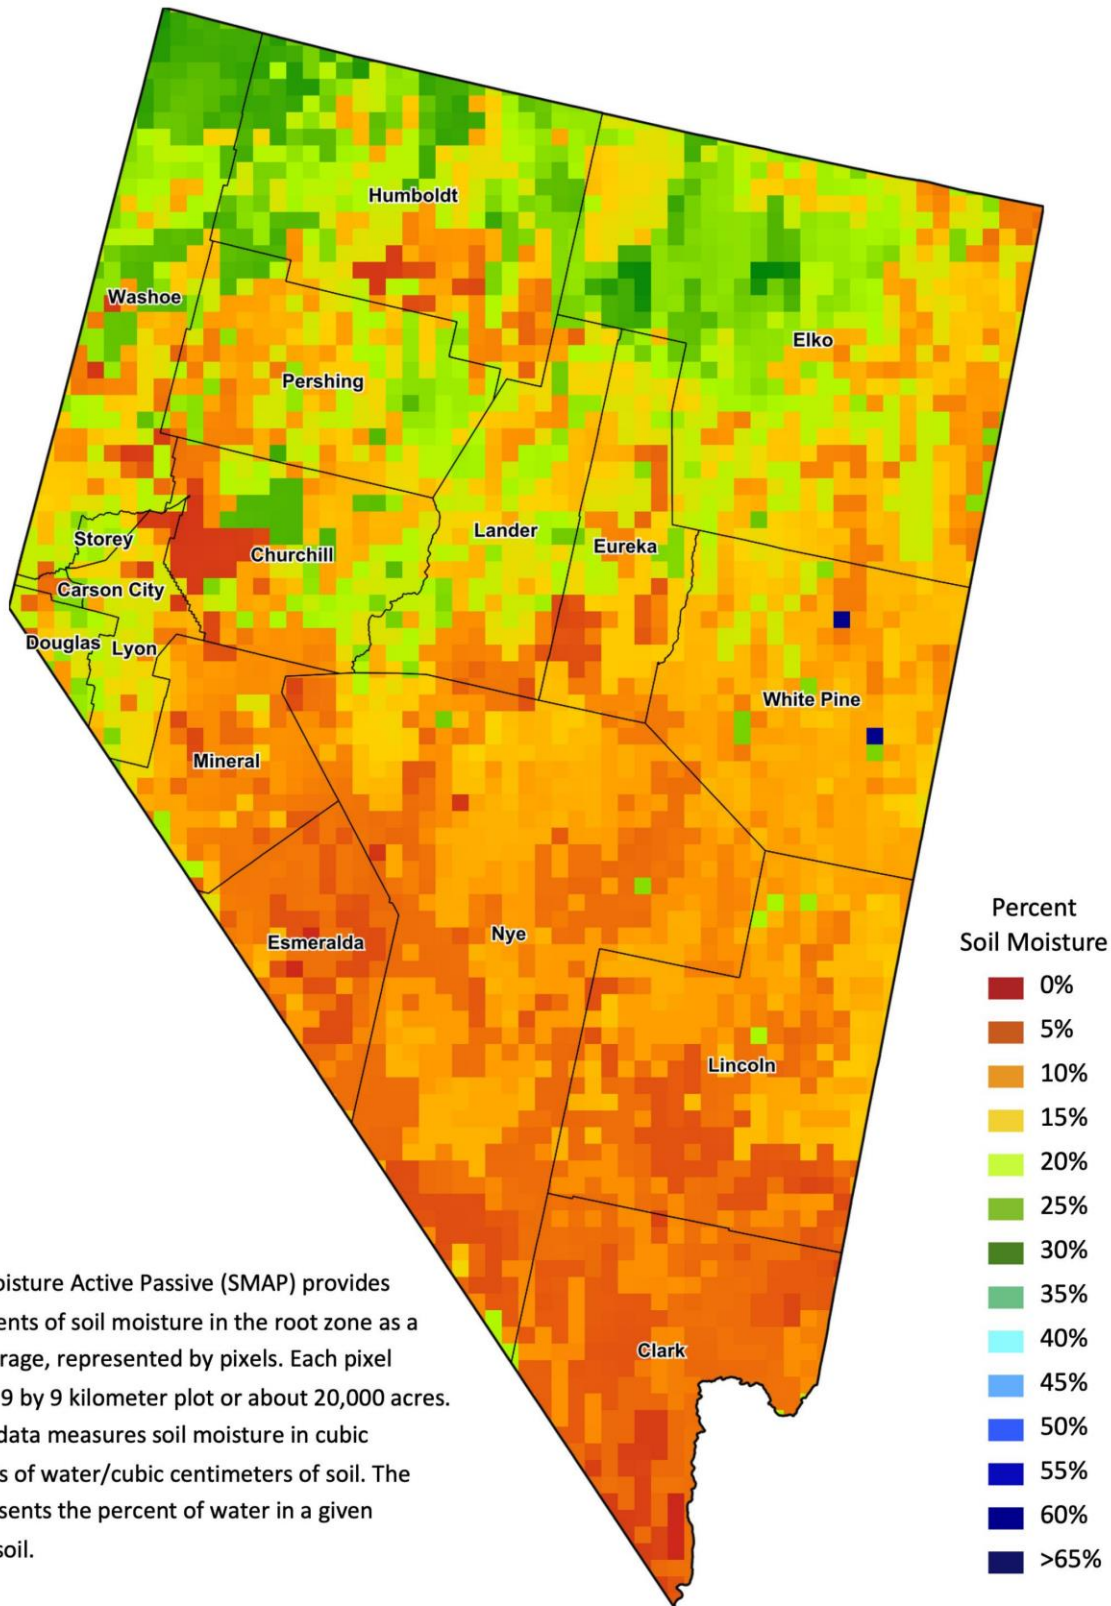 Humboldt
Washoe
Elko
Pershing
Storey
Lander
Eureka
Churchill
Carson City
Douglas
Lyon
White Pine
Mineral
Esmeralda
Nye
Lincoln
Clark
Percent
Soil Moisture
0%
5%
10%
15%
20%
25%
30%
35%
40%
45%
50%
55%
60%
>65%
oisture Active Passive (SMAP) provides
ents of soil moisture in the root zone as a
rage, represented by pixels. Each pixel
9 by 9 kilometer plot or about 20,000 acres.
data measures soil moisture in cubic
s of water/cubic centimeters of soil. The
sents the percent of water in a given
soil.